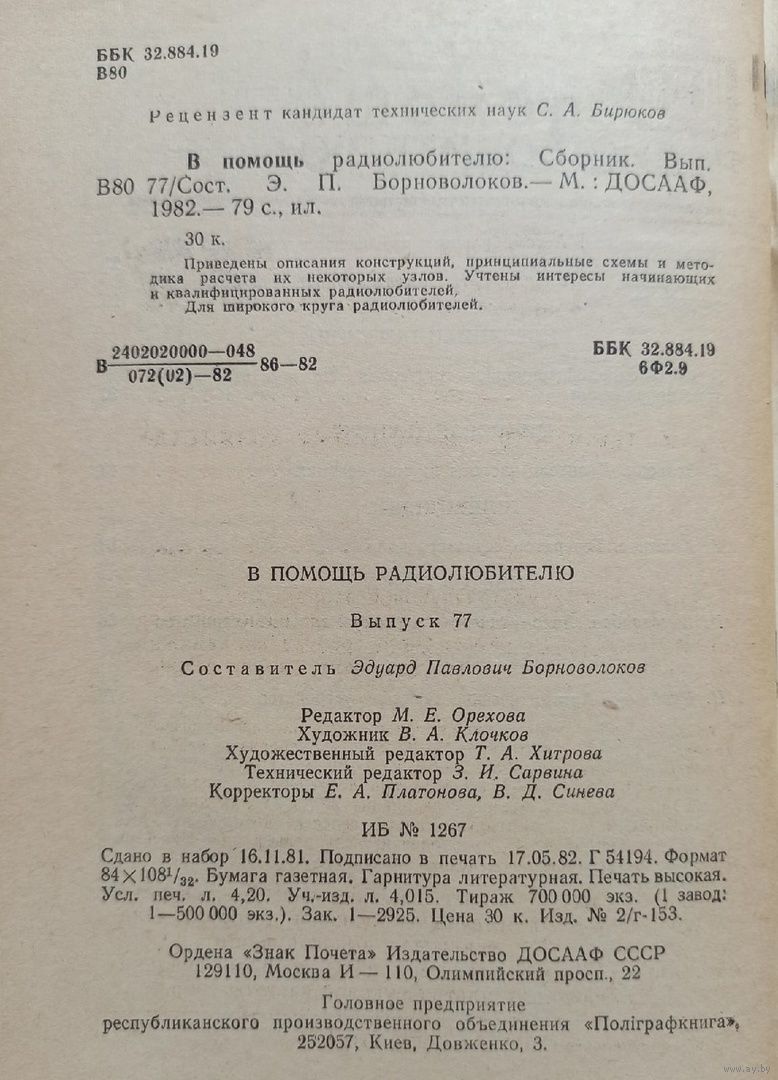 ББК 32.884.19
В80
Рецензент кандидат технических наук С. А. Бирюков
В помощь радиолюбителю: Сборник. Вып.
В80 77/Сост. Э. П. Борноволоков.— М. : ДОСААФ,
1982.— 79 с., ил.
30 к.
Приведены описания конструкций, принципиальные схемы и мето-
дика расчета их некоторых узлов. Учтены интересы начинающих
и квалифицированных радиолюбителей.
Для широкого круга радиолюбителей.
В 2402020000—048 / 072(02)—82 86—82
ББК 32.884.19
6Ф2.9
В ПОМОЩЬ РАДИОЛЮБИТЕЛЮ
Выпуск 77
Составитель Эдуард Павлович Борноволоков
Редактор М. Е. Орехова
Художник В. А. Клочков
Художественный редактор Т. А. Хитрова
Технический редактор З. И. Сарвина
Корректоры Е. А. Платонова, В. Д. Синева
ИБ № 1267
Сдано в набор 16.11.81. Подписано в печать 17.05.82. Г 54194. Формат
84×108¹/₃₂. Бумага газетная. Гарнитура литературная. Печать высокая.
Усл. печ. л. 4,20. Уч.-изд. л. 4,015. Тираж 700 000 экз. (1 завод:
1—500 000 экз.). Зак. 1—2925. Цена 30 к. Изд. № 2/г-153.
Ордена «Знак Почета» Издательство ДОСААФ СССР
129110, Москва И — 110, Олимпийский просп., 22
Головное предприятие
республиканского производственного объединения «Поліграфкнига»,
252057, Киев, Довженко, 3.
www.ay.by